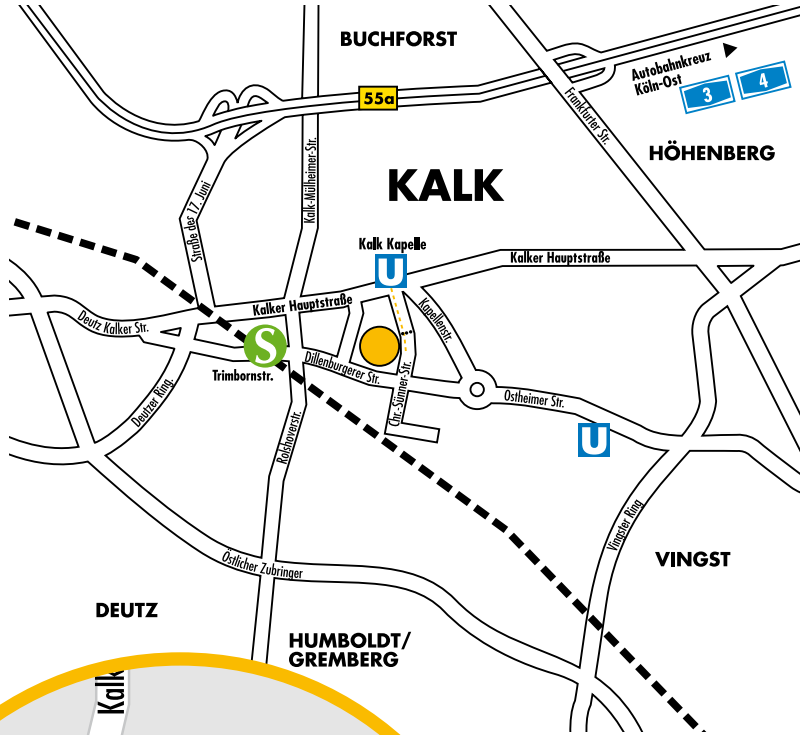 BUCHFORST
Autobahnkreuz
Köln-Ost
3
4
55a
Frankfurter Str.
HÖHENBERG
Kalk-Mülheimer-Str.
KALK
Straße des 17. Juni
Kalk Kapelle
U
Kalker Hauptstraße
Kalker Hauptstraße
Deutz Kalker Str.
Kapellenstr.
S
Trimbornstr.
Dillenburgerer Str.
Deutzer Ring.
Chr.-Sünner-Str.
Ostheimer Str.
Rolshoverstr.
U
Vingster Ring
Östlicher Zubringer
VINGST
DEUTZ
HUMBOLDT/
GREMBERG
Kalk